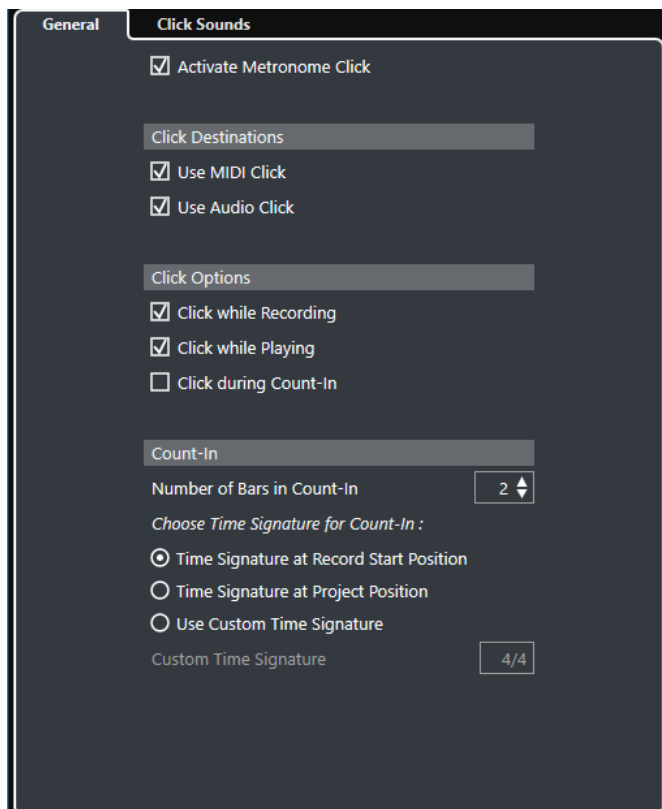 General Click Sounds
Activate Metronome Click
Click Destinations
Use MIDI Click
Use Audio Click
Click Options
Click while Recording
Click while Playing
Click during Count-In
Count-In
Number of Bars in Count-In 2
Choose Time Signature for Count-In :
Time Signature at Record Start Position
Time Signature at Project Position
Use Custom Time Signature
Custom Time Signature 4/4